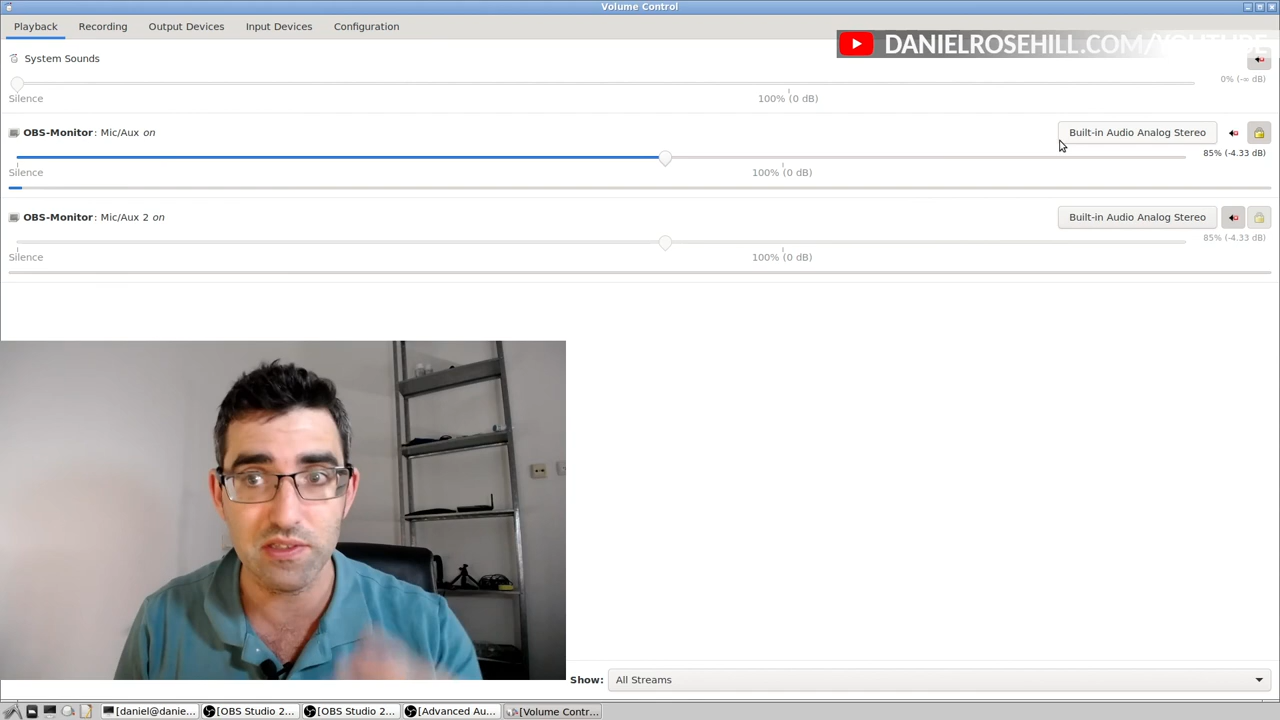 Volume Control
Playback Recording Output Devices Input Devices Configuration
DANIELROSEHILL.COM/YOUTUBE
System Sounds
0% (-∞ dB)
Silence 100% (0 dB)
OBS-Monitor: Mic/Aux on Built-in Audio Analog Stereo
85% (-4.33 dB)
Silence 100% (0 dB)
OBS-Monitor: Mic/Aux 2 on Built-in Audio Analog Stereo
85% (-4.33 dB)
Silence 100% (0 dB)
Show: All Streams
[daniel@danie... [OBS Studio 2... [OBS Studio 2... [Advanced Au... [Volume Contr...